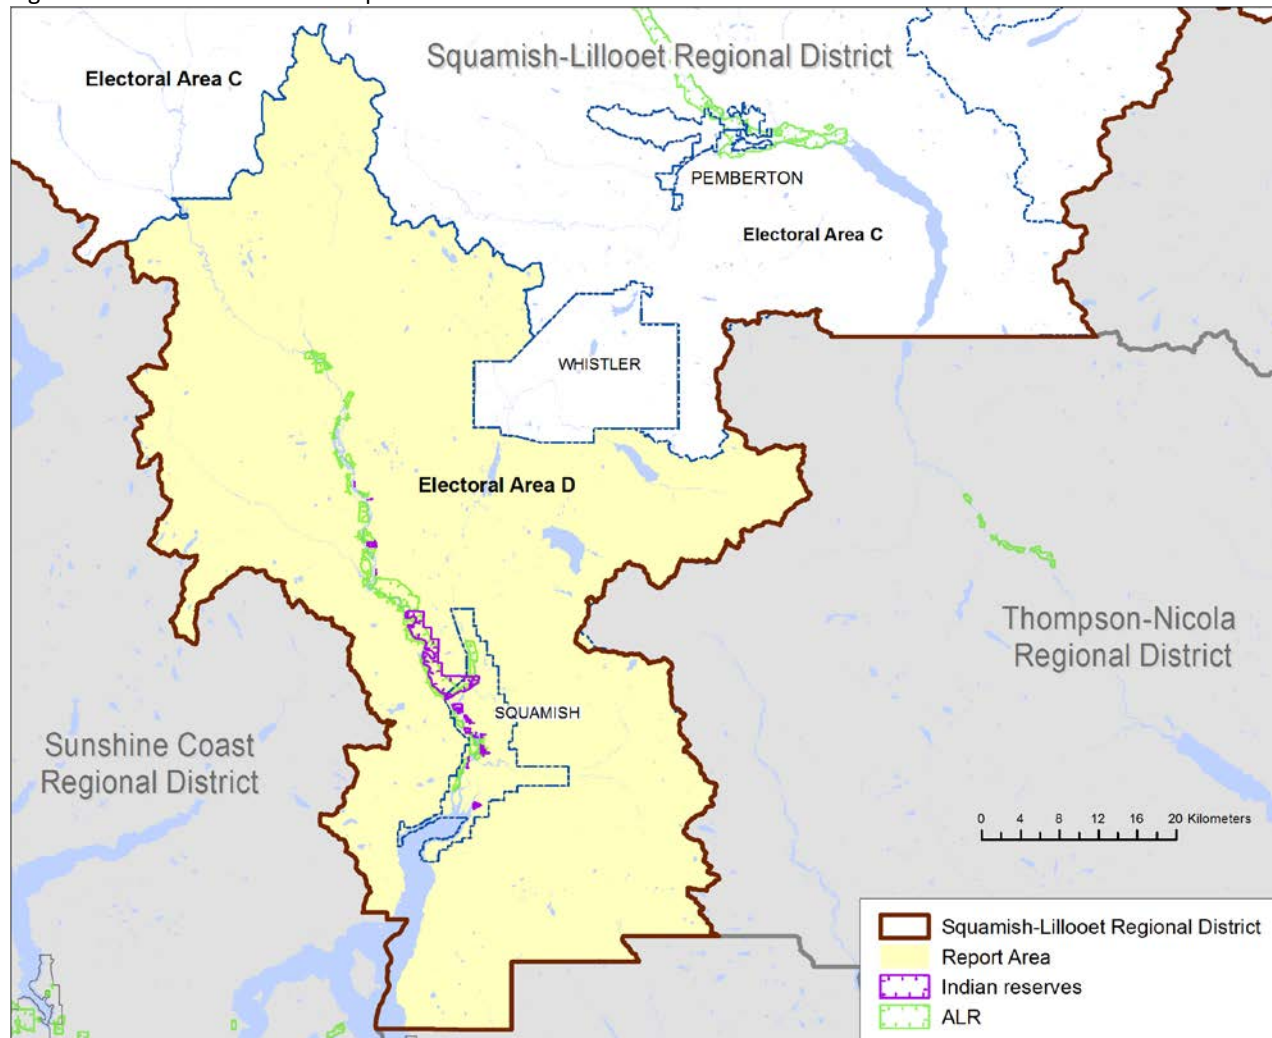 Squamish-Lillooet Regional District
Electoral Area C
PEMBERTON
Electoral Area C
WHISTLER
Electoral Area D
Thompson-Nicola
Regional District
SQUAMISH
Sunshine Coast
Regional District
0 4 8 12 16 20 Kilometers
Squamish-Lillooet Regional District
Report Area
Indian reserves
ALR